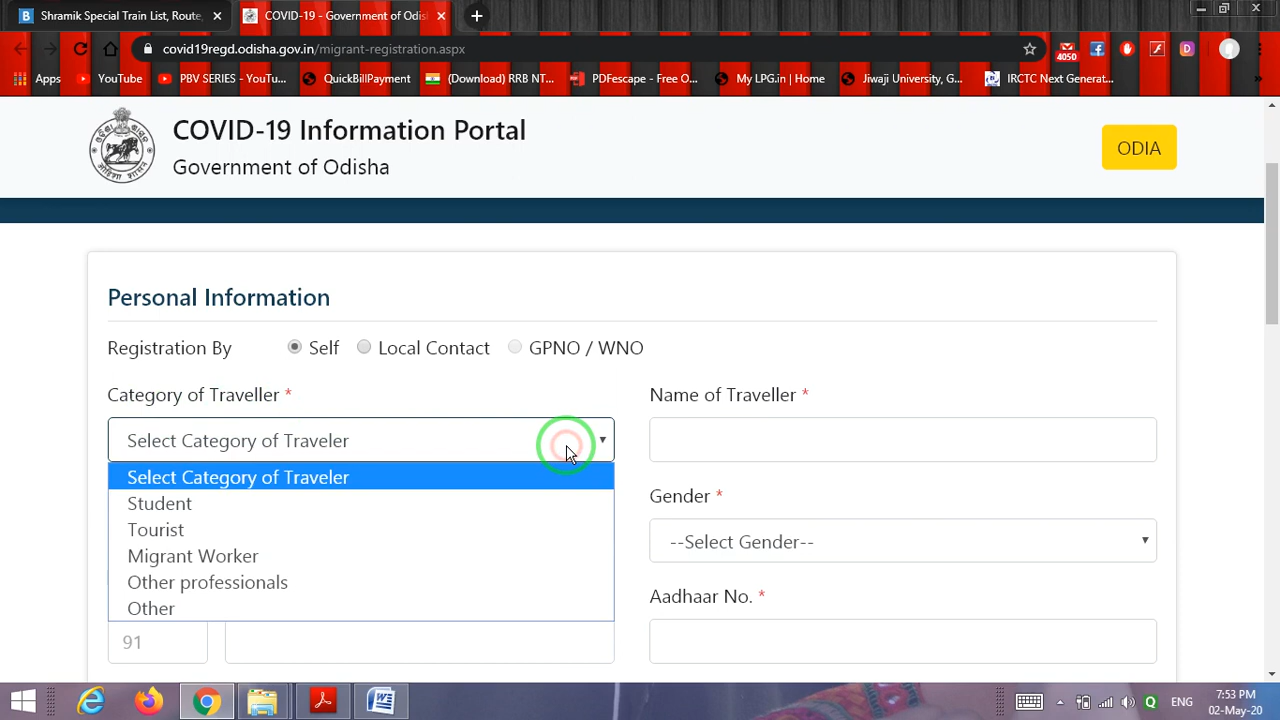 Shramik Special Train List, Route,
COVID-19 - Government of Odis
covid19regd.odisha.gov.in/migrant-registration.aspx
4050
Apps
YouTube
PBV SERIES - YouTu...
QuickBillPayment
(Download) RRB NT...
PDFescape - Free O...
My LPG.in | Home
Jiwaji University, G...
IRCTC Next Generat...
COVID-19 Information Portal
Government of Odisha
ODIA
Personal Information
Registration By
Self
Local Contact
GPNO / WNO
Category of Traveller *
Name of Traveller *
Select Category of Traveler
Select Category of Traveler
Student
Tourist
Migrant Worker
Other professionals
Other
Gender *
--Select Gender--
Aadhaar No. *
91
ENG
7:53 PM
02-May-20